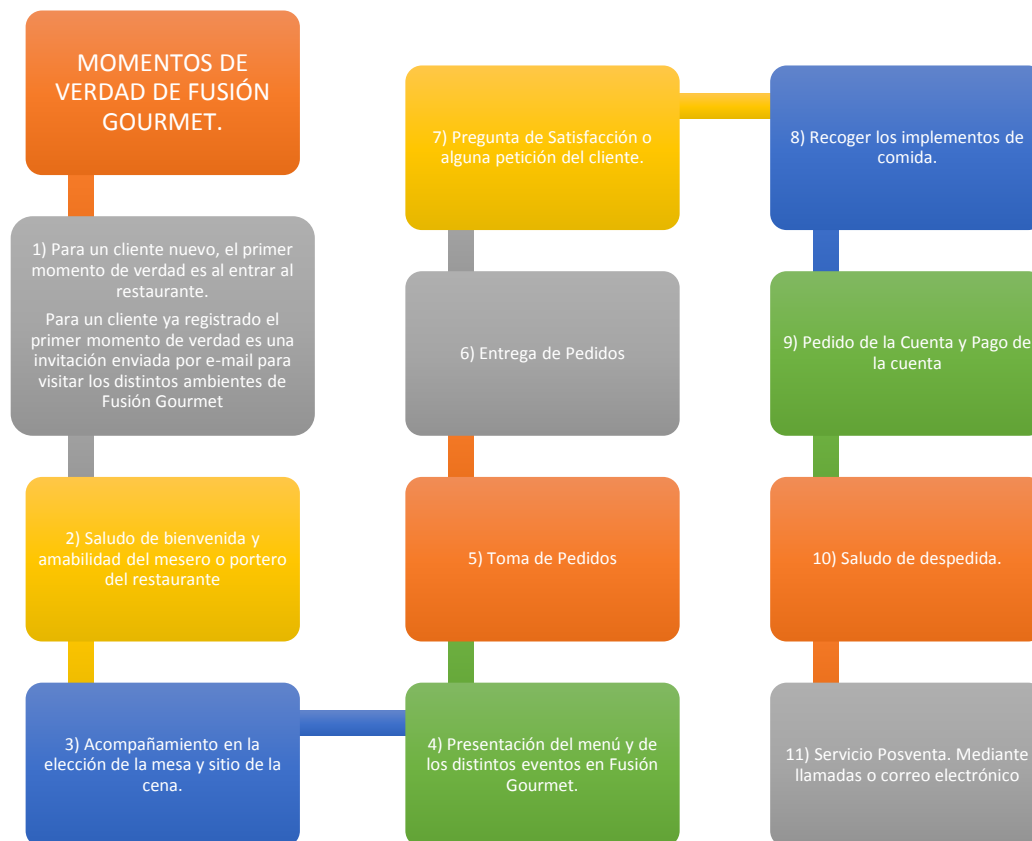 MOMENTOS DE
VERDAD DE FUSIÓN
GOURMET.
1) Para un cliente nuevo, el primer
momento de verdad es al entrar al
restaurante.
Para un cliente ya registrado el
primer momento de verdad es una
invitación enviada por e-mail para
visitar los distintos ambientes de
Fusión Gourmet
2) Saludo de bienvenida y
amabilidad del mesero o portero
del restaurante
3) Acompañamiento en la
elección de la mesa y sitio de la
cena.
4) Presentación del menú y de
los distintos eventos en Fusión
Gourmet.
5) Toma de Pedidos
6) Entrega de Pedidos
7) Pregunta de Satisfacción o
alguna petición del cliente.
8) Recoger los implementos de
comida.
9) Pedido de la Cuenta y Pago de
la cuenta
10) Saludo de despedida.
11) Servicio Posventa. Mediante
llamadas o correo electrónico